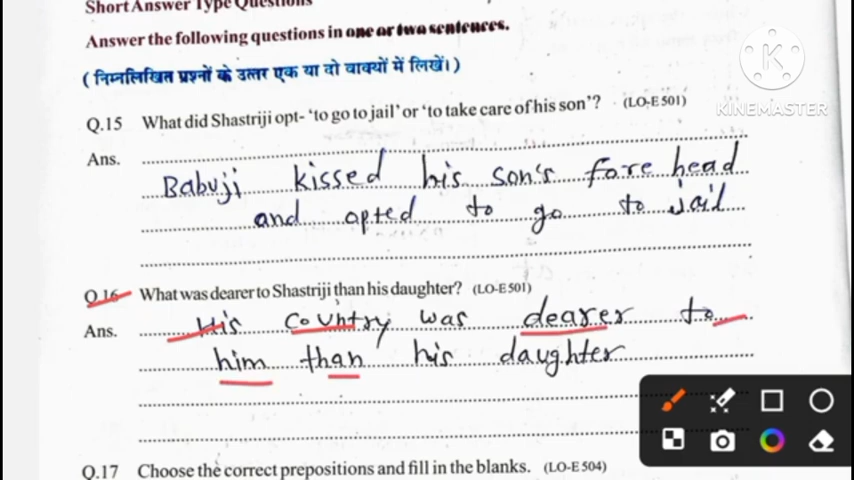 Short Answer Type Questions
Answer the following questions in one or two sentences.
( निम्नलिखित प्रश्नों के उत्तर एक या दो वाक्यों में लिखें। )
KINEMASTER
Q.15 What did Shastriji opt- 'to go to jail' or 'to take care of his son'? (LO-E 501)
Ans.
Babuji kissed his son's fore head
and opted to go to jail
Q.16 What was dearer to Shastriji than his daughter? (LO-E 501)
Ans. His country was dearer to
him than his daughter
Q.17 Choose the correct prepositions and fill in the blanks. (LO-E 504)